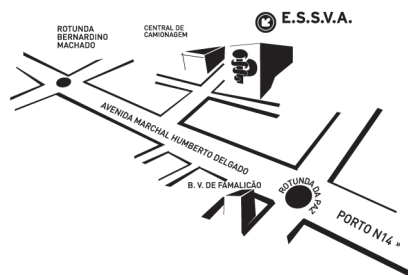 E.S.S.V.A.
ROTUNDA
BERNARDINO
MACHADO
CENTRAL DE
CAMIONAGEM
AVENIDA MARCHAL HUMBERTO DELGADO
B. V. DE FAMALICÃO
ROTUNDA DA PAZ
PORTO N14 »